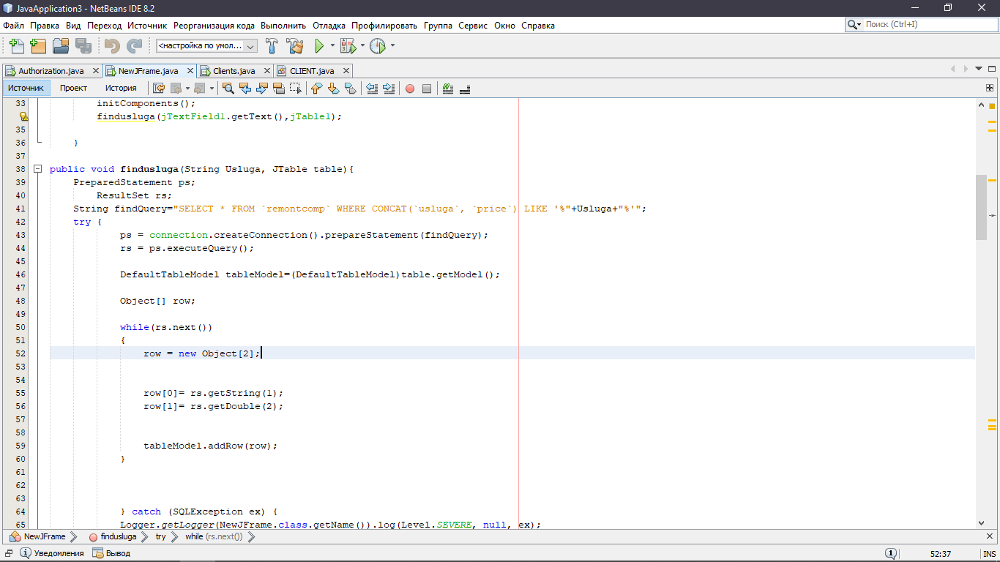 JavaApplication3 - NetBeans IDE 8.2
Файл Правка Вид Переход Источник Реорганизация кода Выполнить Отладка Профилировать Группа Сервис Окно Справка
Поиск (Ctrl+I)
<настройка по умол...
Authorization.java NewJFrame.java Clients.java CLIENT.java
Источник Проект История
33 initComponents();
findusluga(jTextField1.getText(),jTable1);
35
36 }
37
38 public void findusluga(String Usluga, JTable table){
39 PreparedStatement ps;
40 ResultSet rs;
41 String findQuery="SELECT * FROM `remontcomp` WHERE CONCAT(`usluga`, `price`) LIKE '%"+Usluga+"%'";
42 try {
43 ps = connection.createConnection().prepareStatement(findQuery);
44 rs = ps.executeQuery();
45
46 DefaultTableModel tableModel=(DefaultTableModel)table.getModel();
47
48 Object[] row;
49
50 while(rs.next())
51 {
52 row = new Object[2];
53
54
55 row[0]= rs.getString(1);
56 row[1]= rs.getDouble(2);
57
58
59 tableModel.addRow(row);
60 }
61
62
63
64 } catch (SQLException ex) {
65 Logger.getLogger(NewJFrame.class.getName()).log(Level.SEVERE, null, ex);
NewJFrame findusluga try while (rs.next())
Уведомления Вывод 1 52:37 INS